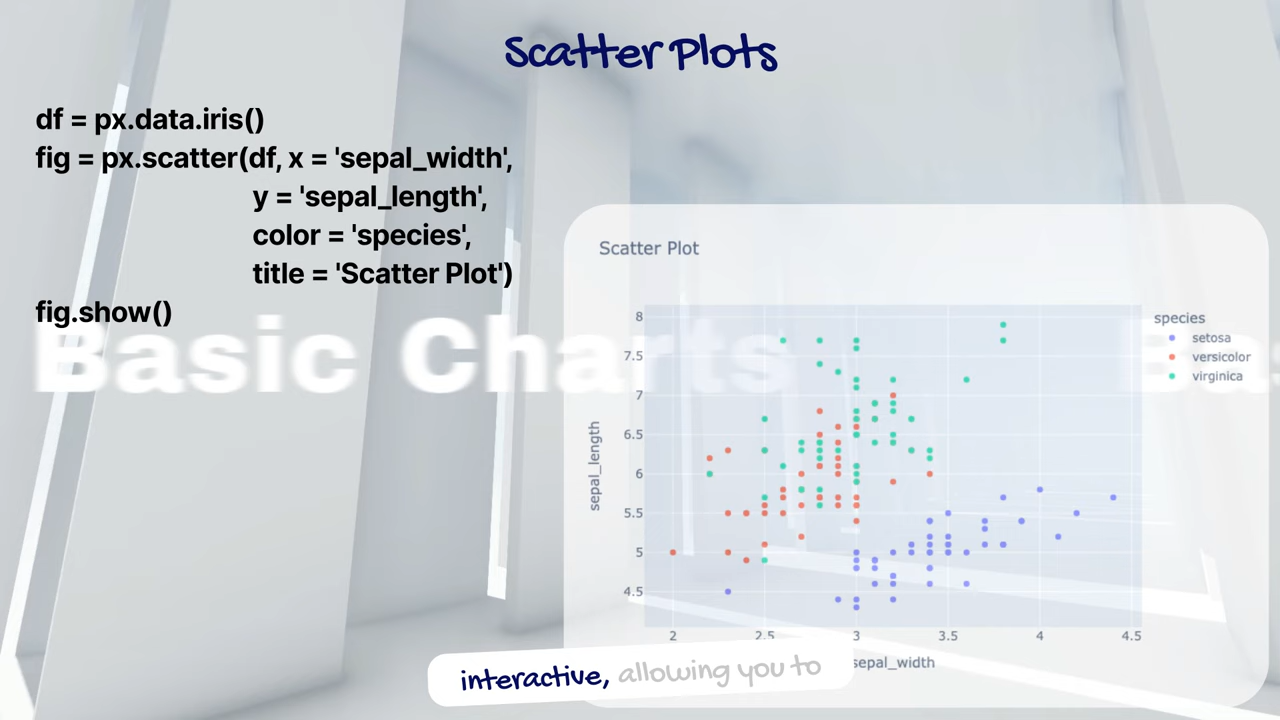 Scatter Plots
df = px.data.iris()
fig = px.scatter(df, x = 'sepal_width',
y = 'sepal_length',
color = 'species',
title = 'Scatter Plot')
fig.show()
Basic Charts
Bas
Scatter Plot
species
setosa
versicolor
virginica
8
7.5
7
6.5
6
5.5
5
4.5
sepal_length
2
2.5
3
3.5
4
4.5
sepal_width
interactive, allowing you to